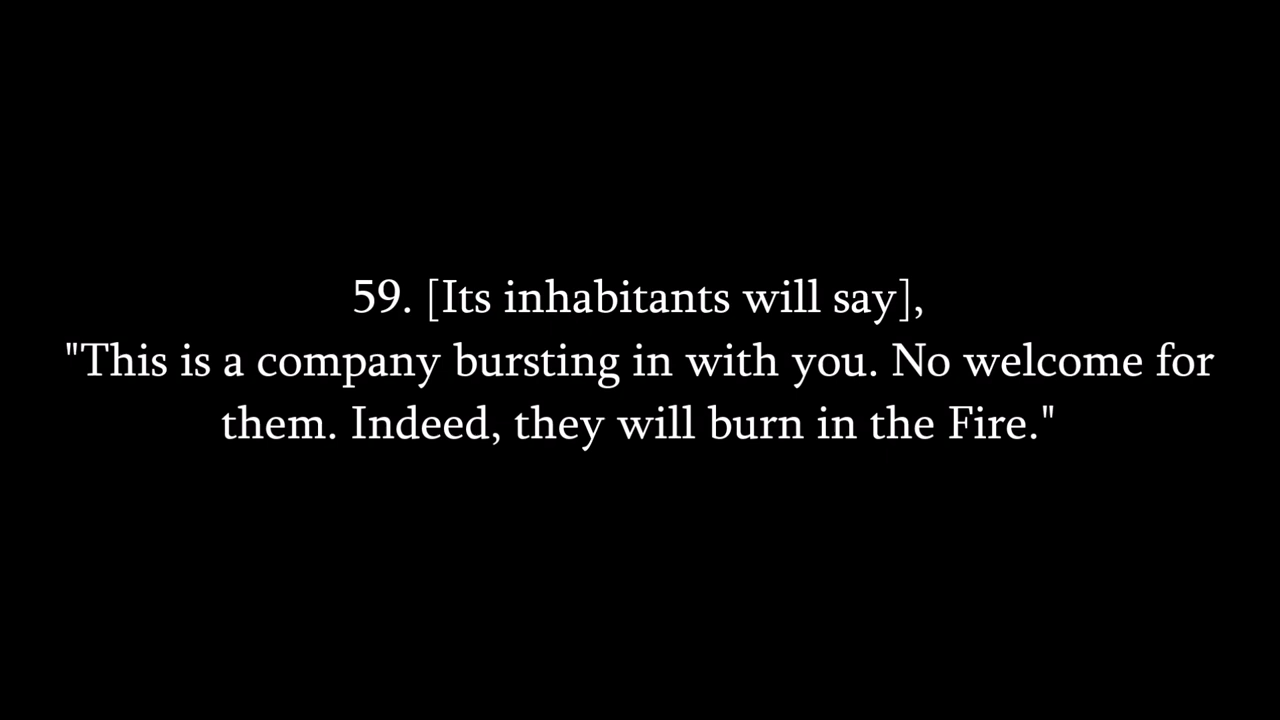 59. [Its inhabitants will say],
"This is a company bursting in with you. No welcome for
them. Indeed, they will burn in the Fire."